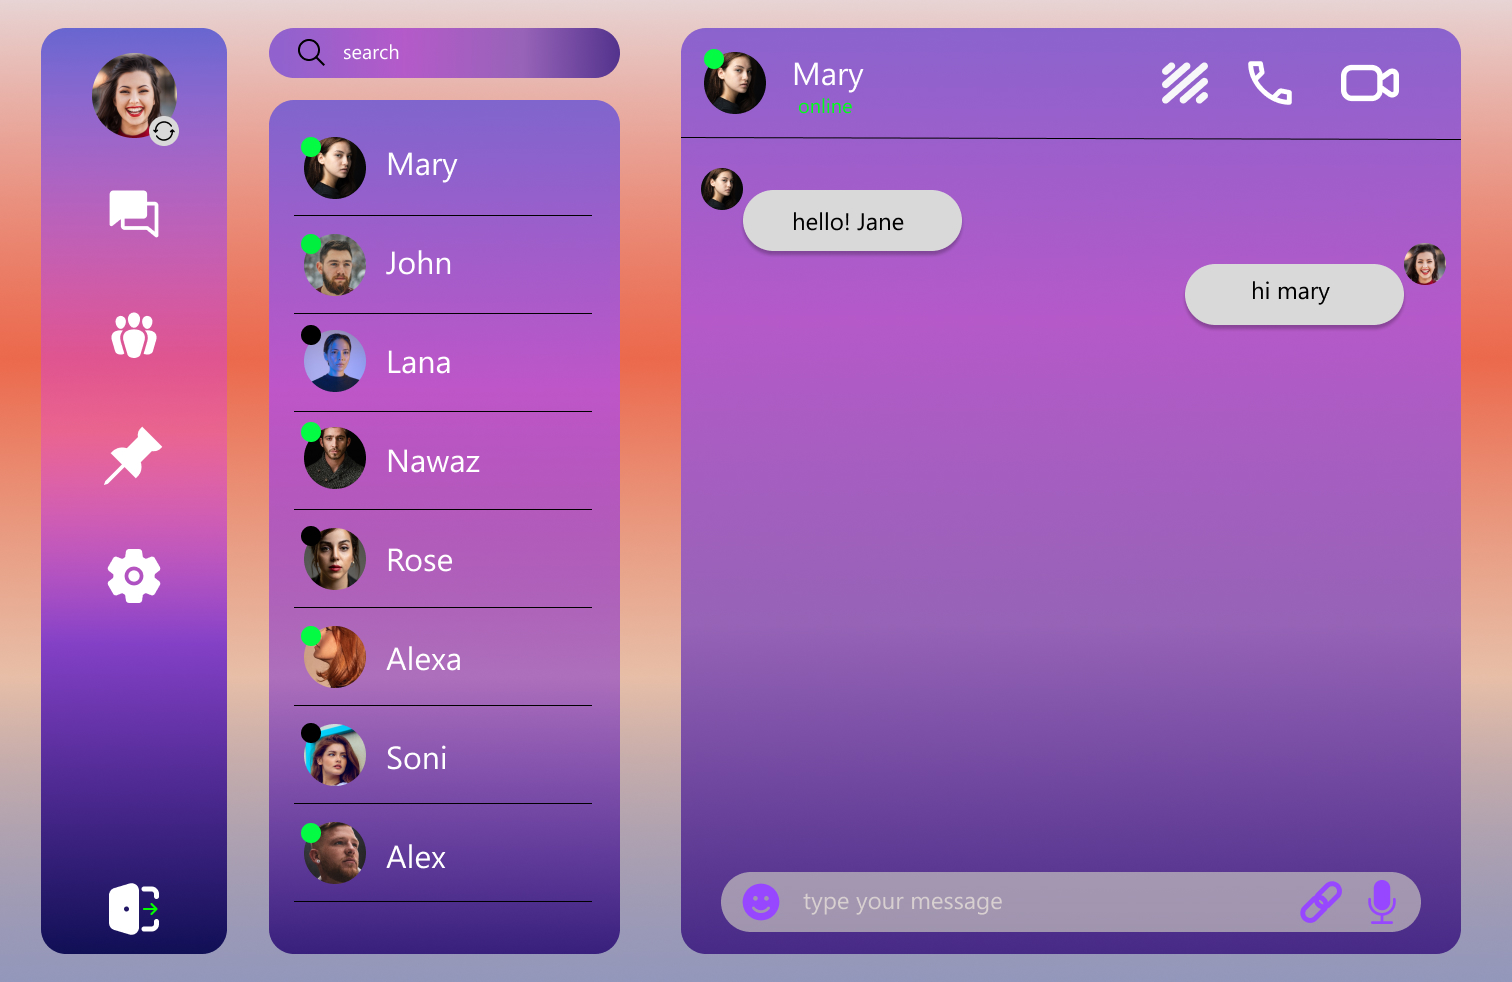 search
Mary
John
Lana
Nawaz
Rose
Alexa
Soni
Alex
Mary
online
hello! Jane
hi mary
type your message